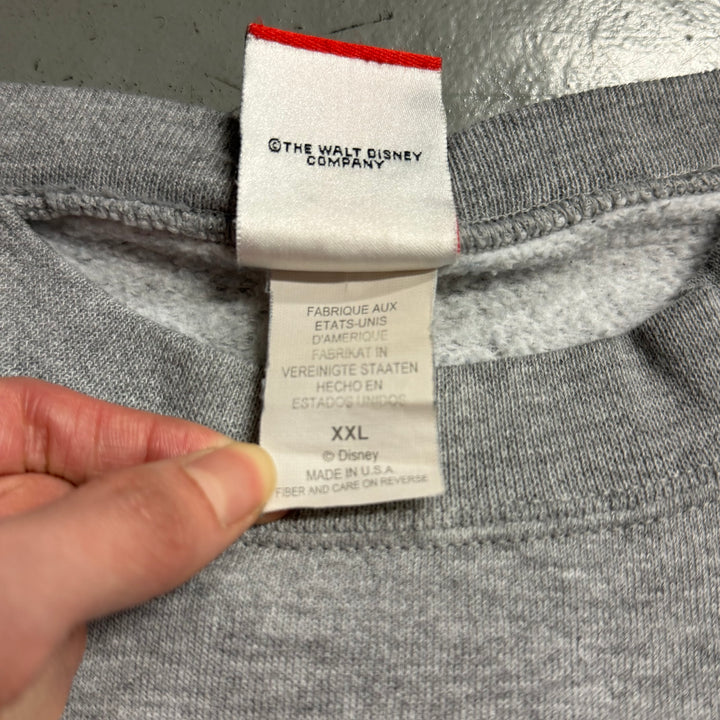 ©THE WALT DISNEY
COMPANY
FABRIQUE AUX
ETATS-UNIS
D'AMERIQUE
FABRIKAT IN
VEREINIGTE STAATEN
HECHO EN
ESTADOS UNIDOS
XXL
© Disney
MADE IN U.S.A.
FIBER AND CARE ON REVERSE